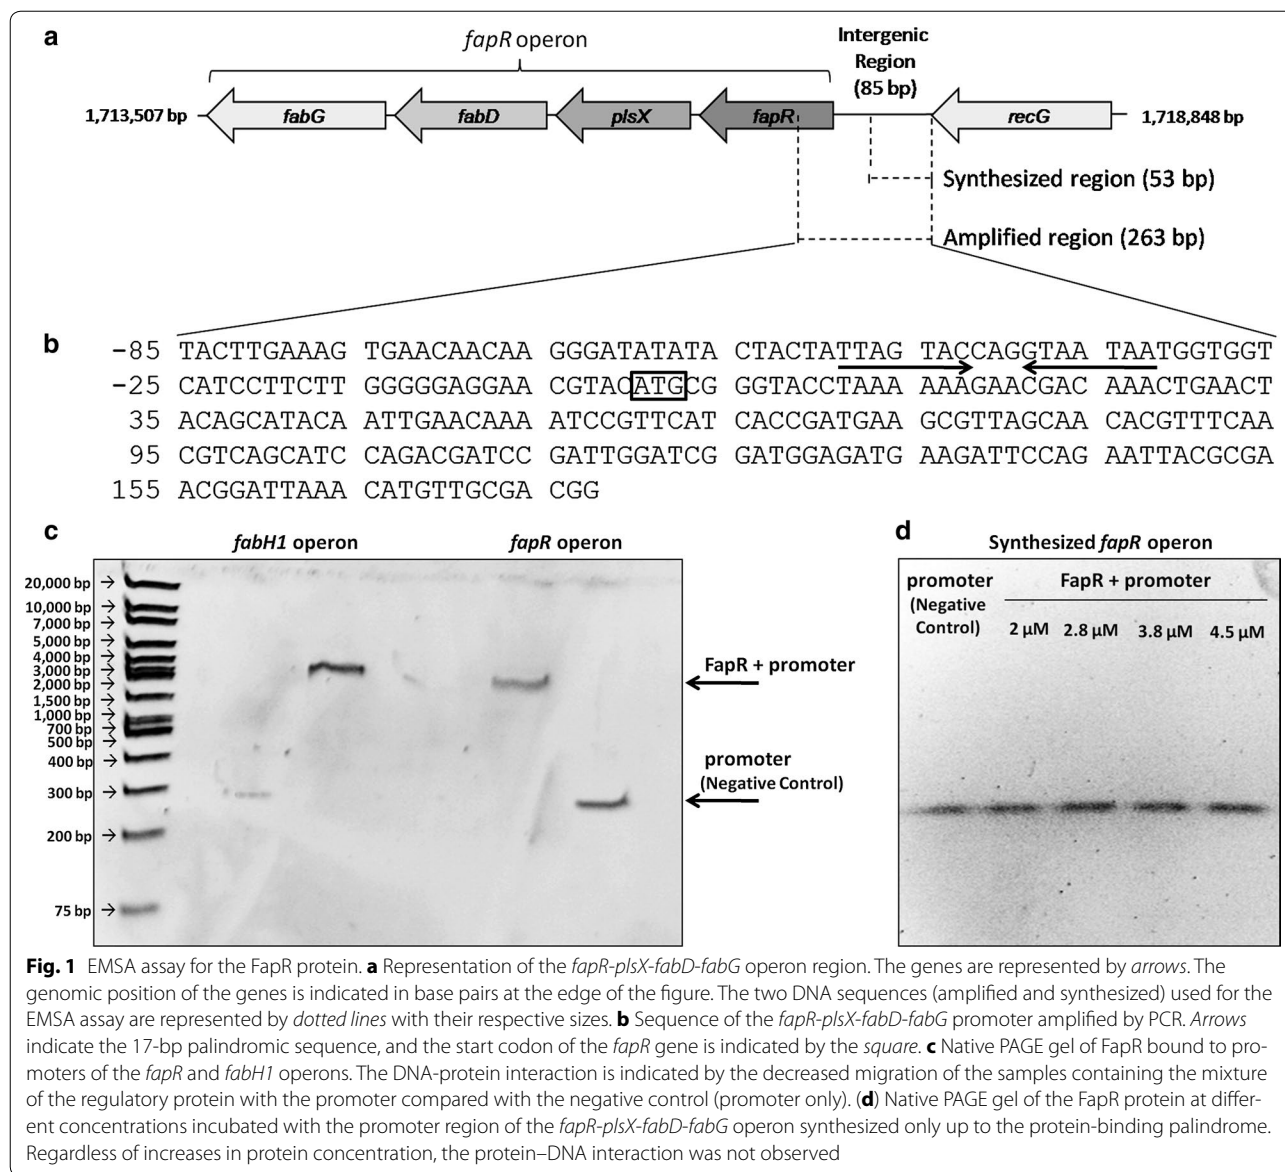 a
fapR operon
Intergenic
Region
(85 bp)
1,713,507 bp
fabG
fabD
plsX
fapR
recG
1,718,848 bp
Synthesized region (53 bp)
Amplified region (263 bp)
b
-85 TACTTGAAAG TGAACAACAA GGGATATATA CTACTATTAG TACCAGGTAA TAATGGTGGT
-25 CATCCTTCTT GGGGGAGGAA CGTACATGCG GGTACCTAAA AAAGAACGAC AAACTGAACT
35 ACAGCATACA ATTGAACAAA ATCCGTTCAT CACCGATGAA GCGTTAGCAA CACGTTTCAA
95 CGTCAGCATC CAGACGATCC GATTGGATCG GATGGAGATG AAGATTCCAG AATTACGCGA
155 ACGGATTAAA CATGTTGCGA CGG
c
fabH1 operon
fapR operon
20,000 bp →
10,000 bp →
7,000 bp →
5,000 bp →
4,000 bp →
3,000 bp →
2,000 bp →
1,500 bp →
1,000 bp →
700 bp →
500 bp →
400 bp →
300 bp →
200 bp →
75 bp →
FapR + promoter
promoter
(Negative Control)
d
Synthesized fapR operon
promoter
(Negative
Control)
FapR + promoter
2 µM 2.8 µM 3.8 µM 4.5 µM
Fig. 1 EMSA assay for the FapR protein. a Representation of the fapR-plsX-fabD-fabG operon region. The genes are represented by arrows. The
genomic position of the genes is indicated in base pairs at the edge of the figure. The two DNA sequences (amplified and synthesized) used for the
EMSA assay are represented by dotted lines with their respective sizes. b Sequence of the fapR-plsX-fabD-fabG promoter amplified by PCR. Arrows
indicate the 17-bp palindromic sequence, and the start codon of the fapR gene is indicated by the square. c Native PAGE gel of FapR bound to pro-
moters of the fapR and fabH1 operons. The DNA-protein interaction is indicated by the decreased migration of the samples containing the mixture
of the regulatory protein with the promoter compared with the negative control (promoter only). (d) Native PAGE gel of the FapR protein at differ-
ent concentrations incubated with the promoter region of the fapR-plsX-fabD-fabG operon synthesized only up to the protein-binding palindrome.
Regardless of increases in protein concentration, the protein–DNA interaction was not observed